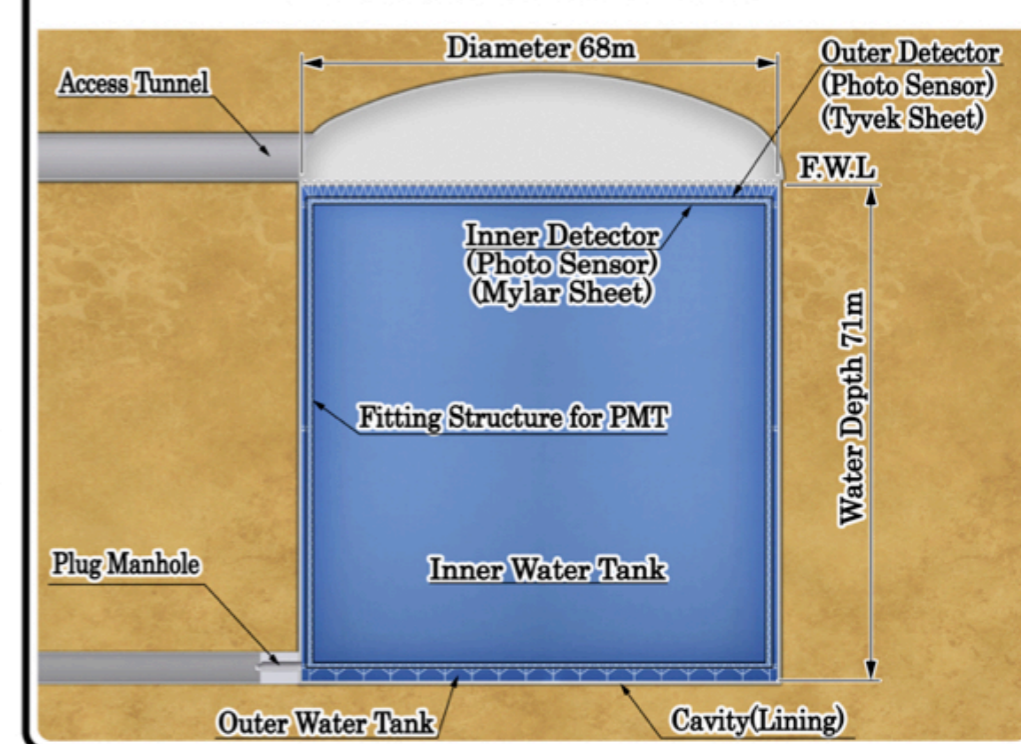 Diameter 68m
Access Tunnel
Outer Detector
(Photo Sensor)
(Tyvek Sheet)
F.W.L
Inner Detector
(Photo Sensor)
(Mylar Sheet)
Water Depth 71m
Fitting Structure for PMT
Plug Manhole
Inner Water Tank
Outer Water Tank
Cavity(Lining)